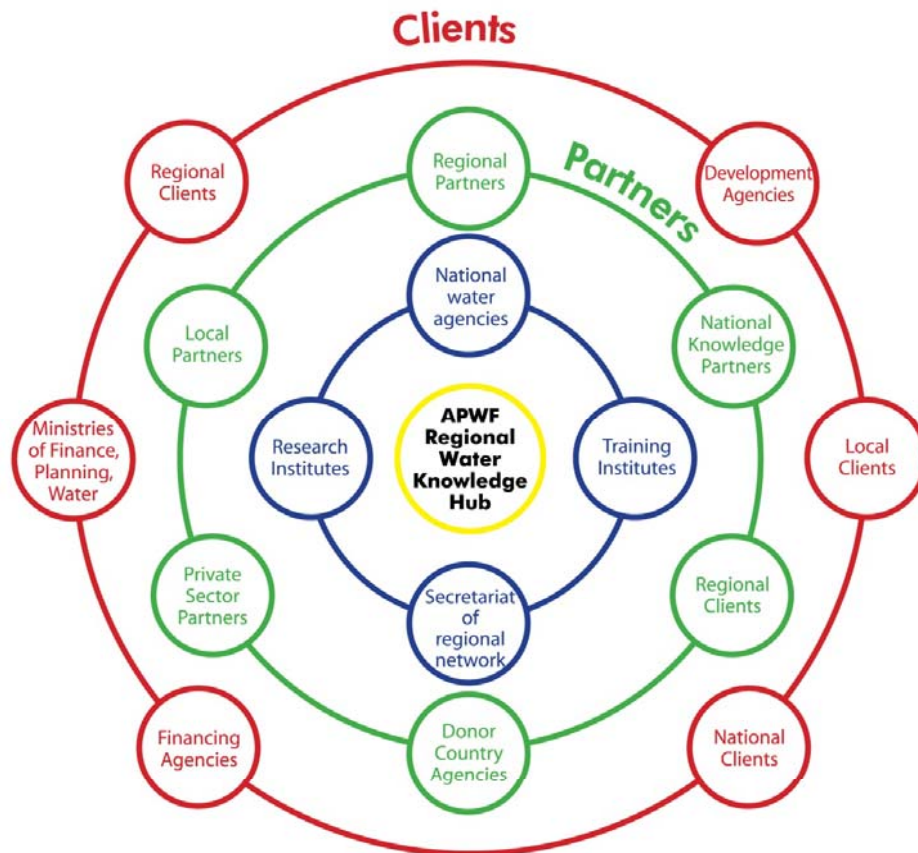 Clients
Regional
Clients
Regional
Partners
Partners
Development
Agencies
National
water
agencies
Local
Partners
National
Knowledge
Partners
Ministries
of Finance,
Planning,
Water
Research
Institutes
APWF
Regional
Water
Knowledge
Hub
Training
Institutes
Local
Clients
Private
Sector
Partners
Secretariat
of
regional
network
Regional
Clients
Financing
Agencies
Donor
Country
Agencies
National
Clients